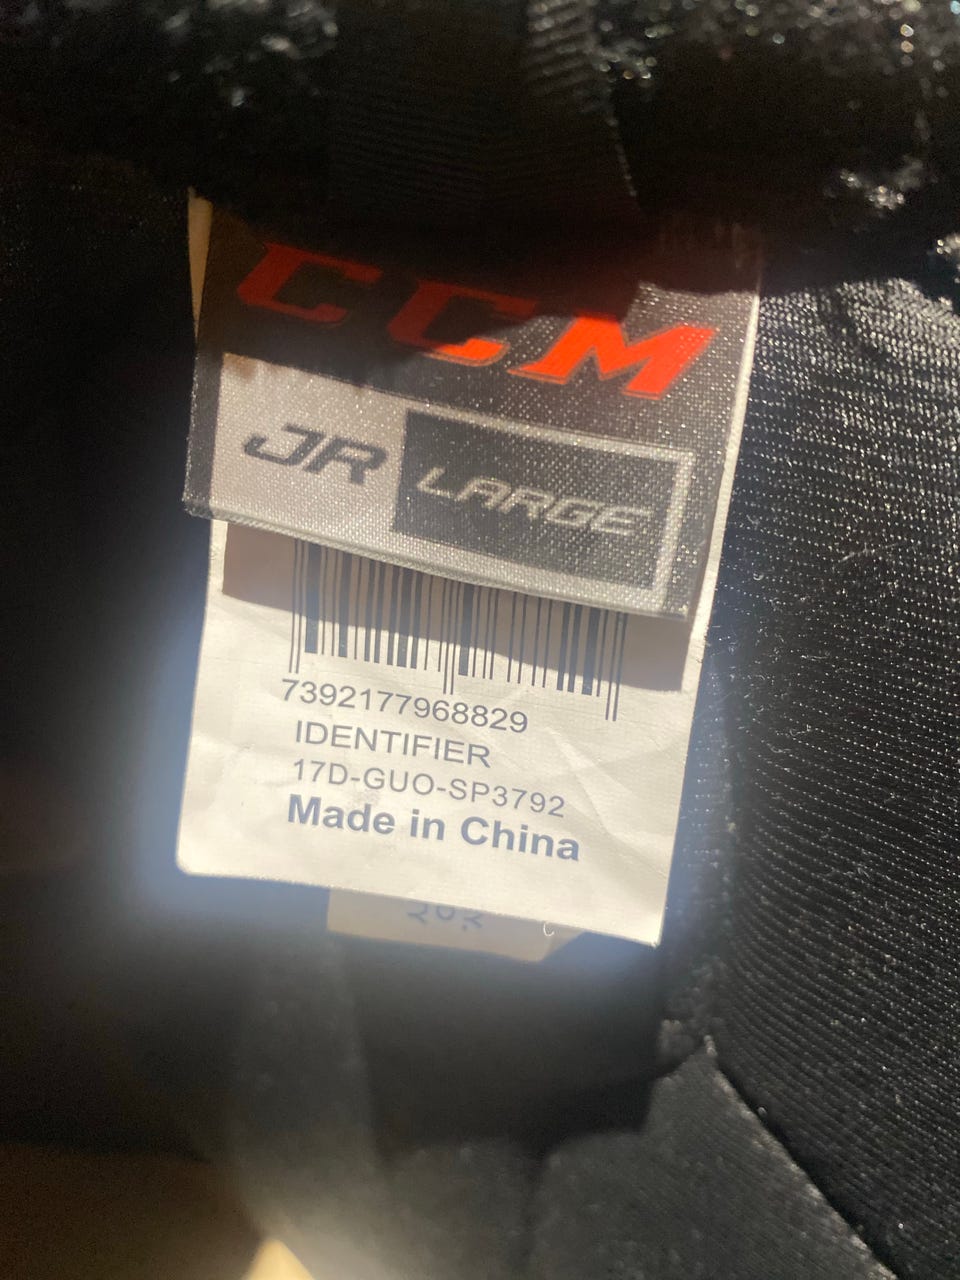 CCM
JR LARGE
7392177968829
IDENTIFIER
17D-GUO-SP3792
Made in China